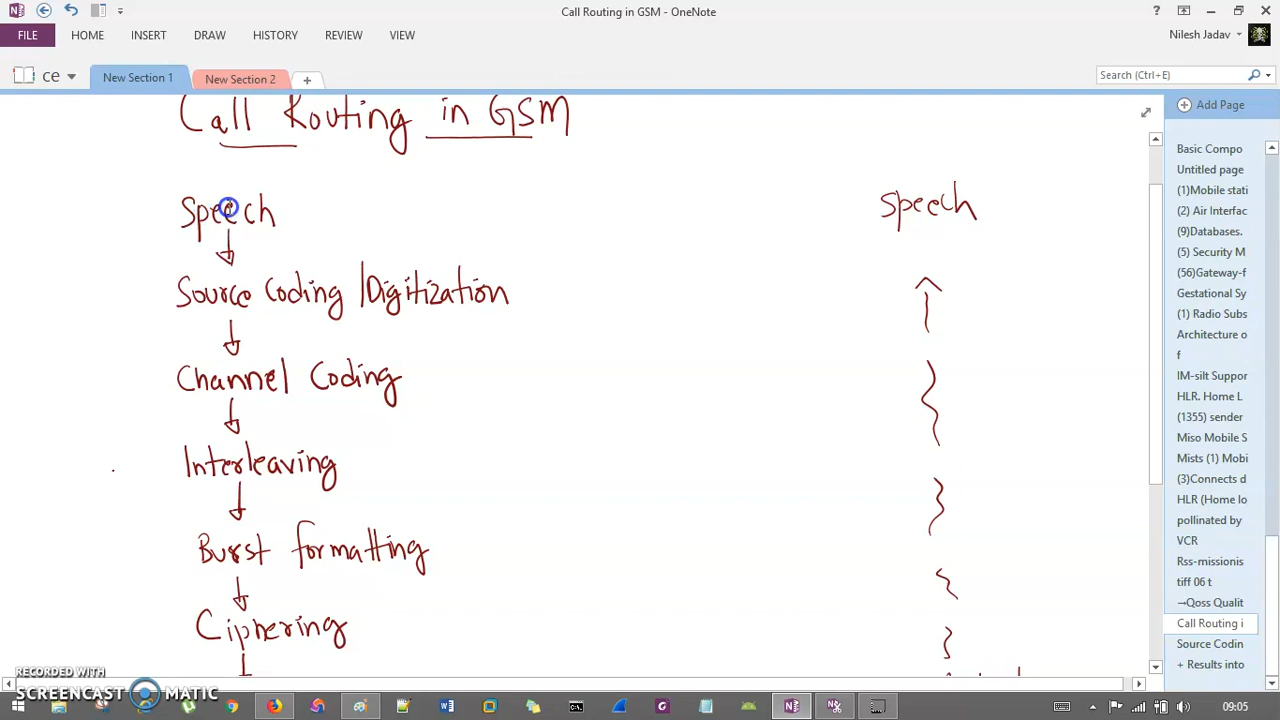 Call Routing in GSM - OneNote
?
FILE
HOME
INSERT
DRAW
HISTORY
REVIEW
VIEW
Nilesh Jadav
ce
New Section 1
New Section 2
+
Search (Ctrl+E)
Call Routing in GSM
Speech
speech
Source Coding /Digitization
Channel Coding
Interleaving
Burst formatting
Ciphering
Add Page
Basic Compo
Untitled page
(1)Mobile stati
(2) Air Interfac
(9)Databases.
(5) Security M
(56)Gateway-f
Gestational Sy
(1) Radio Subs
Architecture o
f
IM-silt Suppor
HLR. Home L
(1355) sender
Miso Mobile S
Mists (1) Mobi
(3)Connects d
HLR (Home lo
pollinated by
VCR
Rss-missionis
tiff 06 t
→Qoss Qualit
Call Routing i
Source Codin
+ Results into
RECORDED WITH
SCREENCAST MATIC
09:05